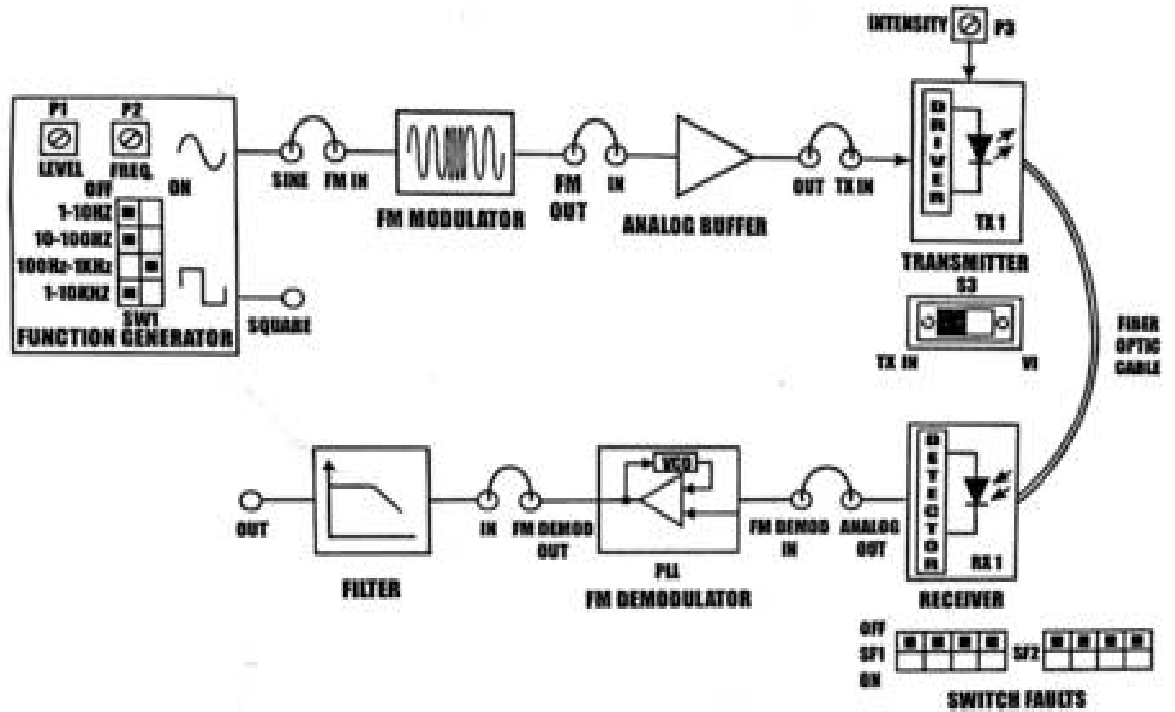 INTENSITY P3
P1 P2
LEVEL FREQ.
OFF ON
1-10HZ
10-100HZ
100Hz-1KHz
1-10KHZ
SW1
FUNCTION GENERATOR
SINE FM IN
SQUARE
FM MODULATOR
FM OUT IN
ANALOG BUFFER
OUT TX IN
DRIVER
TX 1
TRANSMITTER
S3
TX IN VI
FIBER
OPTIC
CABLE
DETECTOR
RX 1
RECEIVER
ANALOG
OUT
FM DEMOD
IN
VCO
PLL
FM DEMODULATOR
FM DEMOD
OUT
IN
FILTER
OUT
OFF
SF1 SF2
ON
SWITCH FAULTS